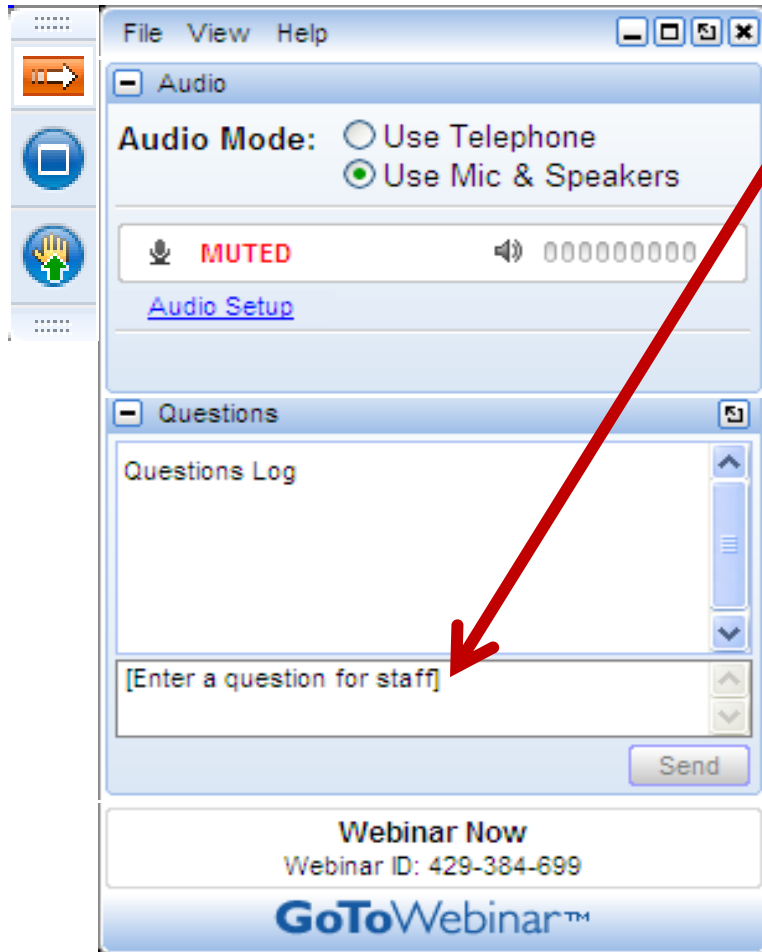 File View Help
Audio
Audio Mode: Use Telephone
Use Mic & Speakers
MUTED 000000000
Audio Setup
Questions
Questions Log
[Enter a question for staff]
Send
Webinar Now
Webinar ID: 429-384-699
GoToWebinar™